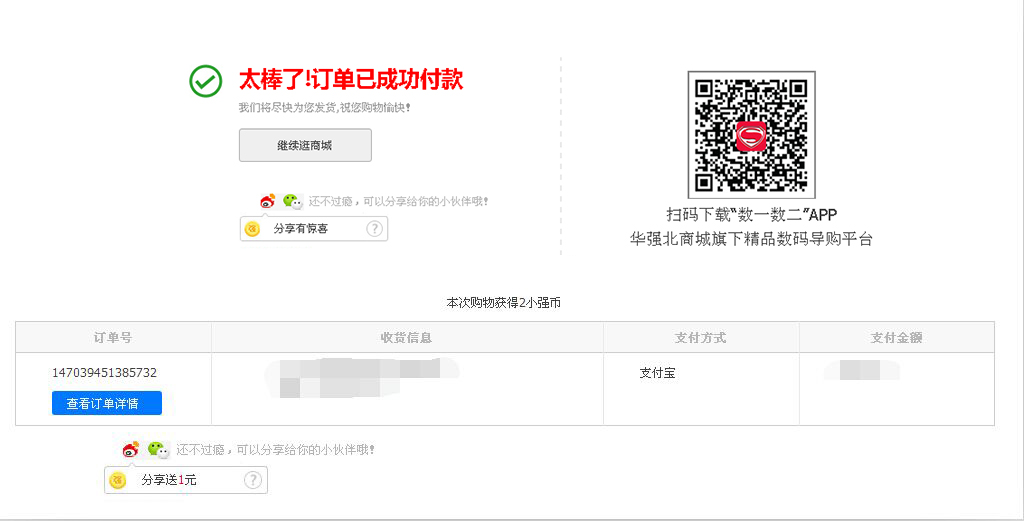 太棒了!订单已成功付款
我们将尽快为您发货,祝您购物愉快!
继续逛商城
还不过瘾，可以分享给你的小伙伴哦!
分享有惊喜
?
扫码下载“数一数二”APP
华强北商城旗下精品数码导购平台
本次购物获得2小强币
订单号 收货信息 支付方式 支付金额
147039451385732 支付宝
查看订单详情
还不过瘾，可以分享给你的小伙伴哦!
强 分享送1元 ?